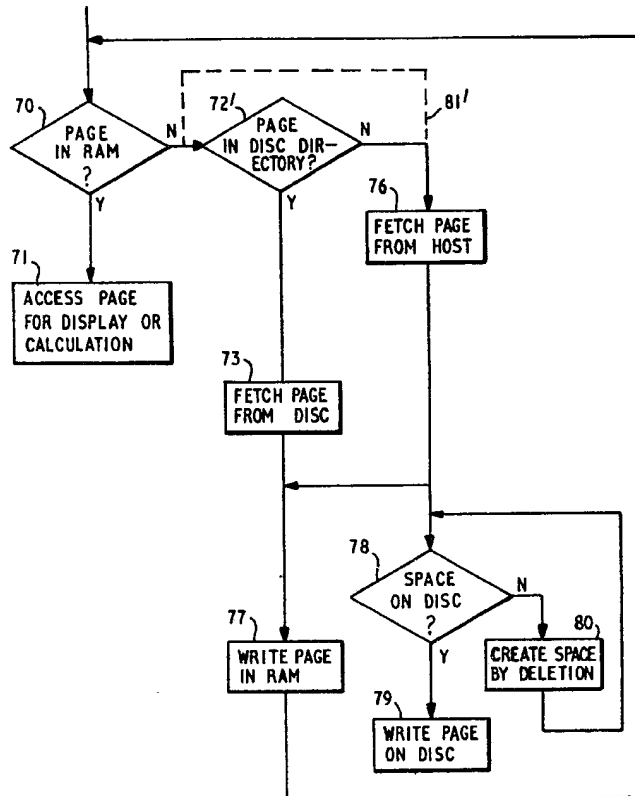 70
PAGE
IN RAM
?
N
Y
72'
PAGE
IN DISC DIR-
ECTORY?
N
Y
81'
76
FETCH PAGE
FROM HOST
71
ACCESS PAGE
FOR DISPLAY OR
CALCULATION
73
FETCH PAGE
FROM DISC
78
SPACE
ON DISC
?
N
Y
80
CREATE SPACE
BY DELETION
77
WRITE PAGE
IN RAM
79
WRITE PAGE
ON DISC